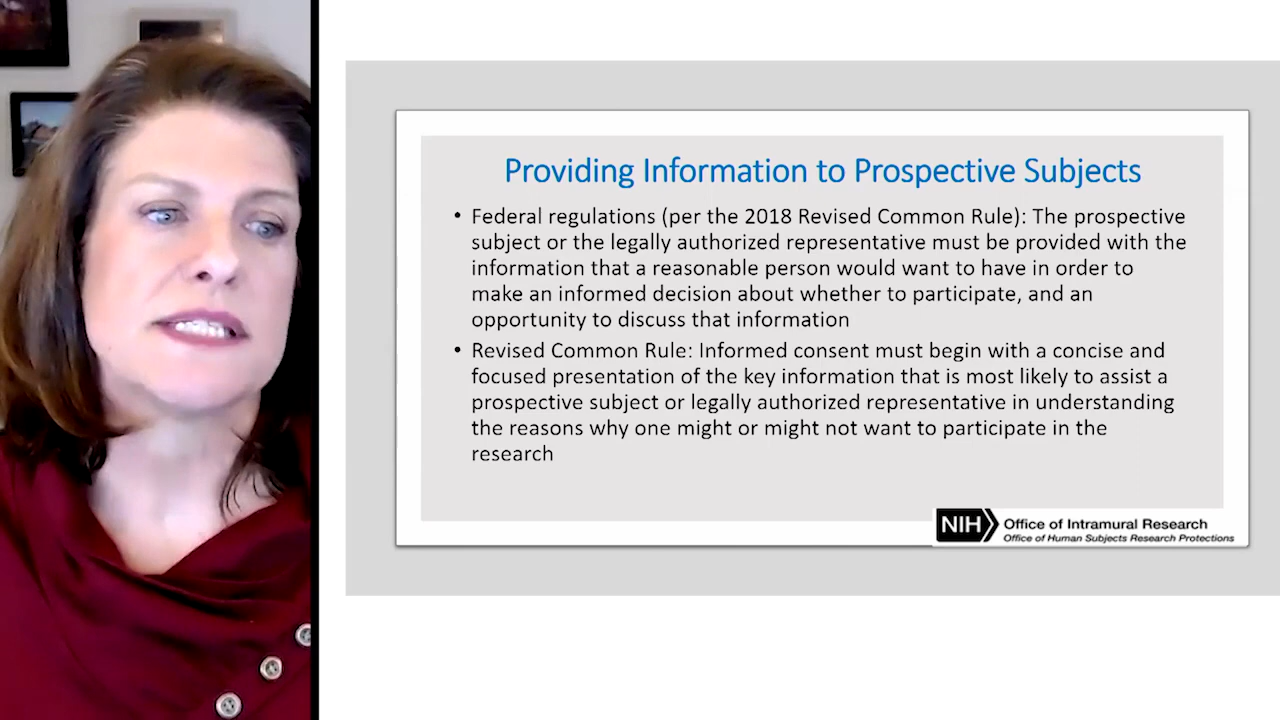 Providing Information to Prospective Subjects
• Federal regulations (per the 2018 Revised Common Rule): The prospective
subject or the legally authorized representative must be provided with the
information that a reasonable person would want to have in order to
make an informed decision about whether to participate, and an
opportunity to discuss that information
• Revised Common Rule: Informed consent must begin with a concise and
focused presentation of the key information that is most likely to assist a
prospective subject or legally authorized representative in understanding
the reasons why one might or might not want to participate in the
research
NIH Office of Intramural Research
Office of Human Subjects Research Protections